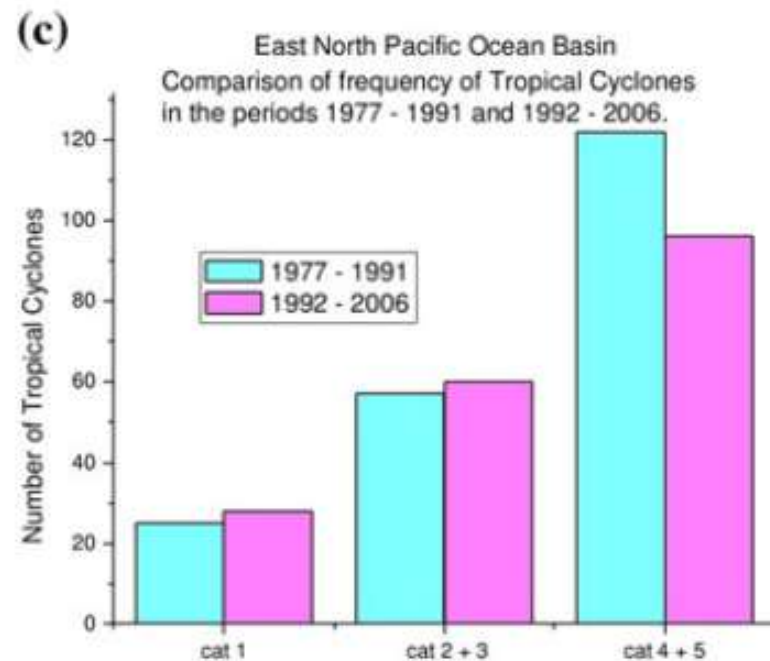 (c)
East North Pacific Ocean Basin
Comparison of frequency of Tropical Cyclones
in the periods 1977 - 1991 and 1992 - 2006.
120
100
80
60
40
20
0
Number of Tropical Cyclones
1977 - 1991
1992 - 2006
cat 1
cat 2 + 3
cat 4 + 5